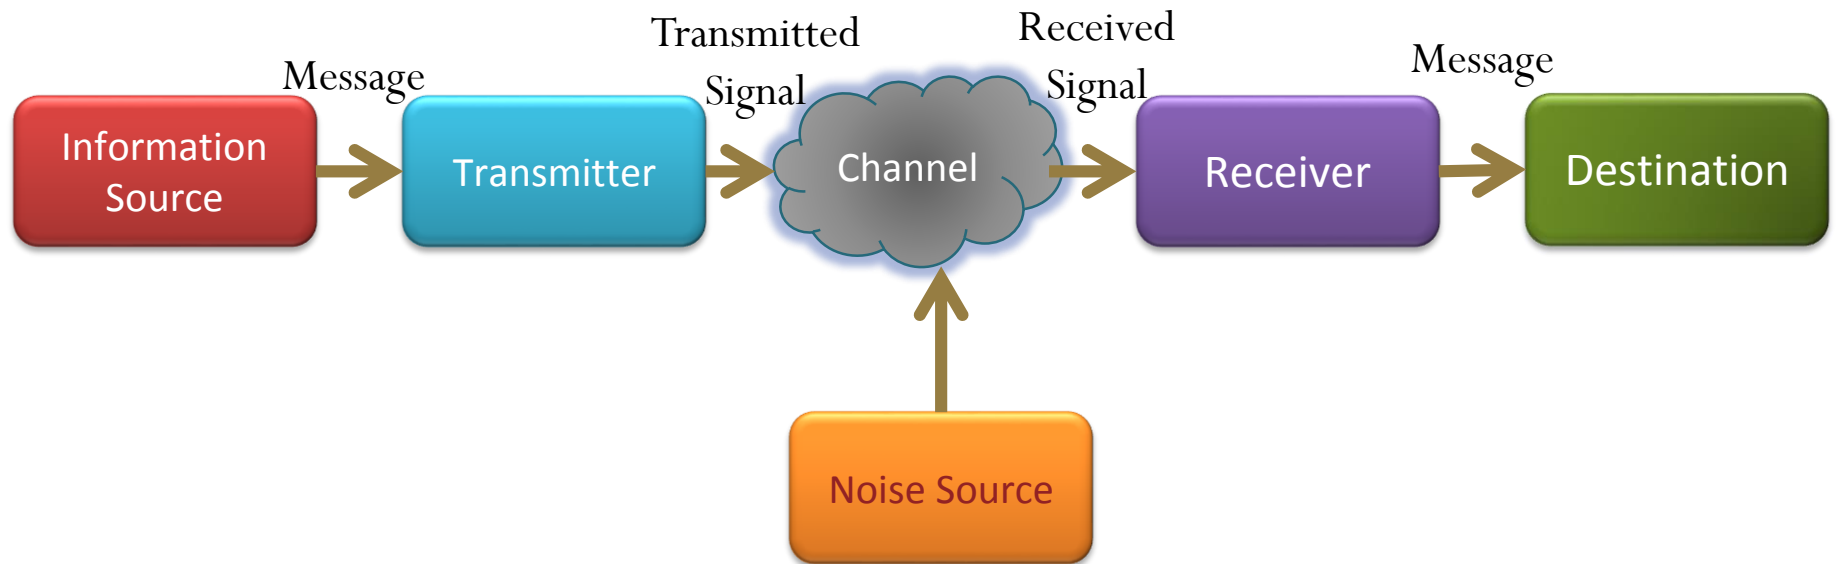 Message
Transmitted
Signal
Received
Signal
Message
Information
Source
Transmitter
Channel
Receiver
Destination
Noise Source